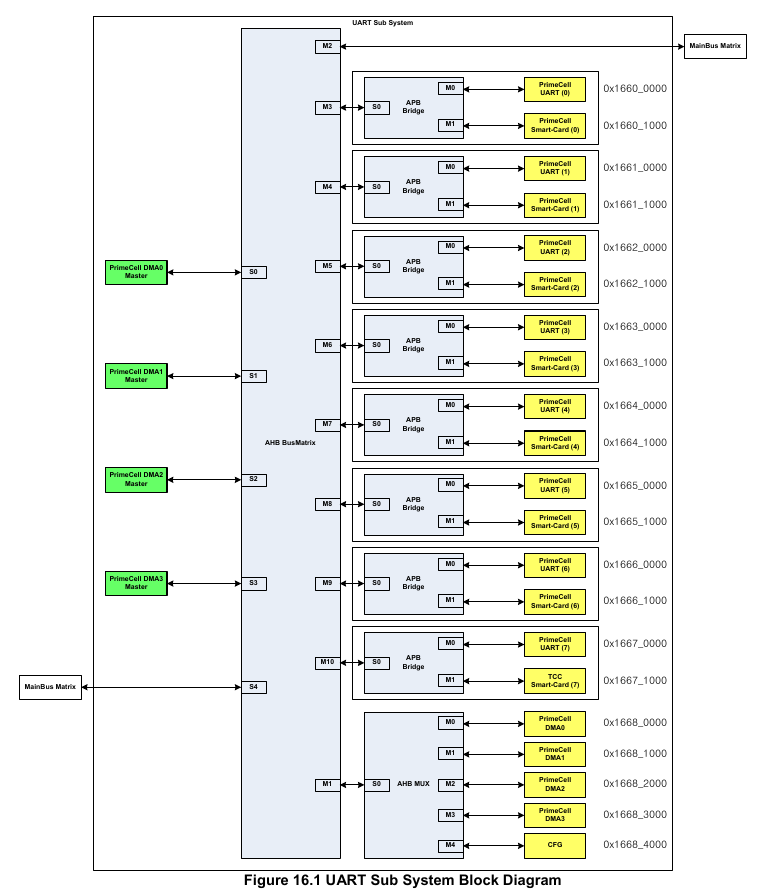 UART Sub System
M2
MainBus Matrix
M3
S0
APB
Bridge
M0
PrimeCell
UART (0)
0x1660_0000
M1
PrimeCell
Smart-Card (0)
0x1660_1000
M4
S0
APB
Bridge
M0
PrimeCell
UART (1)
0x1661_0000
M1
PrimeCell
Smart-Card (1)
0x1661_1000
PrimeCell DMA0
Master
S0
M5
S0
APB
Bridge
M0
PrimeCell
UART (2)
0x1662_0000
M1
PrimeCell
Smart-Card (2)
0x1662_1000
M6
S0
APB
Bridge
M0
PrimeCell
UART (3)
0x1663_0000
M1
PrimeCell
Smart-Card (3)
0x1663_1000
PrimeCell DMA1
Master
S1
M7
S0
APB
Bridge
M0
PrimeCell
UART (4)
0x1664_0000
M1
PrimeCell
Smart-Card (4)
0x1664_1000
AHB BusMatrix
PrimeCell DMA2
Master
S2
M8
S0
APB
Bridge
M0
PrimeCell
UART (5)
0x1665_0000
M1
PrimeCell
Smart-Card (5)
0x1665_1000
PrimeCell DMA3
Master
S3
M9
S0
APB
Bridge
M0
PrimeCell
UART (6)
0x1666_0000
M1
PrimeCell
Smart-Card (6)
0x1666_1000
M10
S0
APB
Bridge
M0
PrimeCell
UART (7)
0x1667_0000
M1
TCC
Smart-Card (7)
0x1667_1000
MainBus Matrix
S4
M1
S0
AHB MUX
M0
PrimeCell
DMA0
0x1668_0000
M1
PrimeCell
DMA1
0x1668_1000
M2
PrimeCell
DMA2
0x1668_2000
M3
PrimeCell
DMA3
0x1668_3000
M4
CFG
0x1668_4000
Figure 16.1 UART Sub System Block Diagram